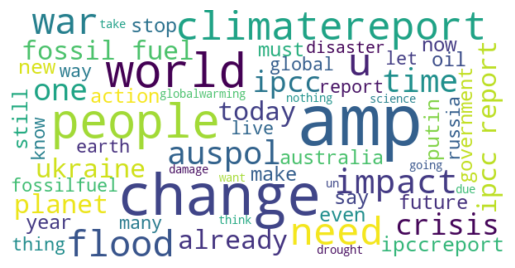 war take stop climatereport
fossil fuel must disaster now
new way world u global let oil
one action ipcc report time
globalwarming nothing science
still people today live amp
know earth auspol australia russia putin government ipcc report
ukraine make
fossilfuel damage change want un impact going due
planet say future
year many need even crisis
thing flood already think drought ipccreport